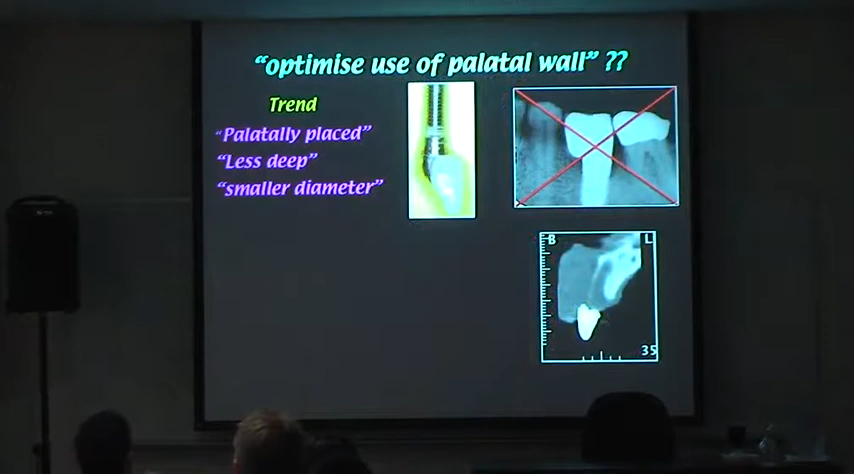 “optimise use of palatal wall” ??
Trend
“Palatally placed”
“Less deep”
“smaller diameter”
B L
35